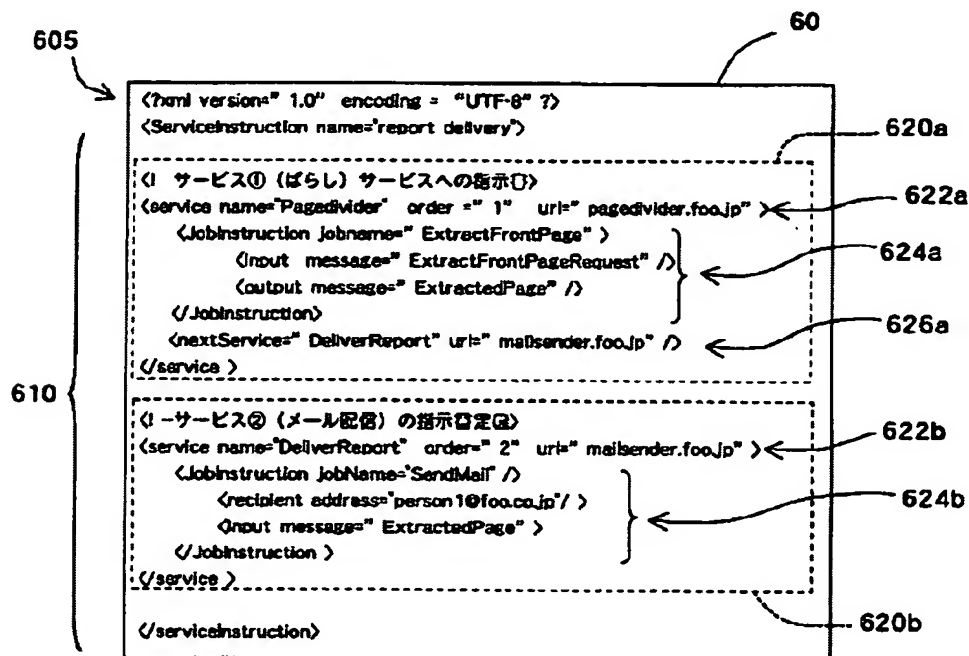 60
605
<?xml version=" 1.0" encoding = "UTF-8" ?>
<ServiceInstruction name="report delivery">
620a
<! サービス① (ばらし) サービスへの指示 >
<service name="Pagedivider" order =" 1" url=" pagedivider.foo.jp" >
622a
<JobInstruction jobname=" ExtractFrontPage" >
<input message=" ExtractFrontPageRequest" />
624a
<output message=" ExtractedPage" />
</JobInstruction>
<nextService=" DeliverReport" url=" mailsender.foo.jp" />
626a
</service >
610
<! -サービス② (メール配信) の指示
<service name="DeliverReport" order=" 2" url=" mailsender.foo.jp" >
622b
<JobInstruction jobName="SendMail" />
<recipient address="person1@foo.co.jp"/ >
624b
<input message=" ExtractedPage" >
</JobInstruction >
</service >
620b
</serviceInstruction>